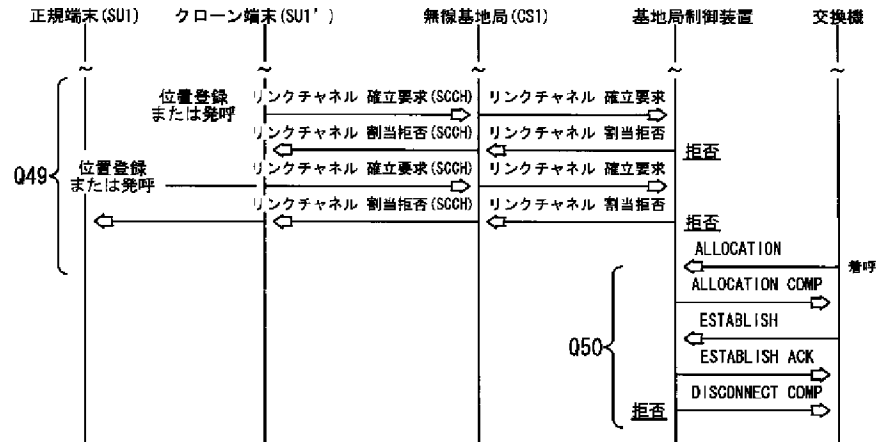 正規端末(SU1) クローン端末(SU1') 無線基地局(CS1) 基地局制御装置 交換機
～ ～ ～ ～ ～
位置登録 リンクチャネル 確立要求(SCCH) リンクチャネル 確立要求
または発呼
リンクチャネル 割当拒否(SCCH) リンクチャネル 割当拒否
拒否
Q49
位置登録 リンクチャネル 確立要求(SCCH) リンクチャネル 確立要求
または発呼
リンクチャネル 割当拒否(SCCH) リンクチャネル 割当拒否
拒否
ALLOCATION
着呼
ALLOCATION COMP
ESTABLISH
Q50
ESTABLISH ACK
DISCONNECT COMP
拒否